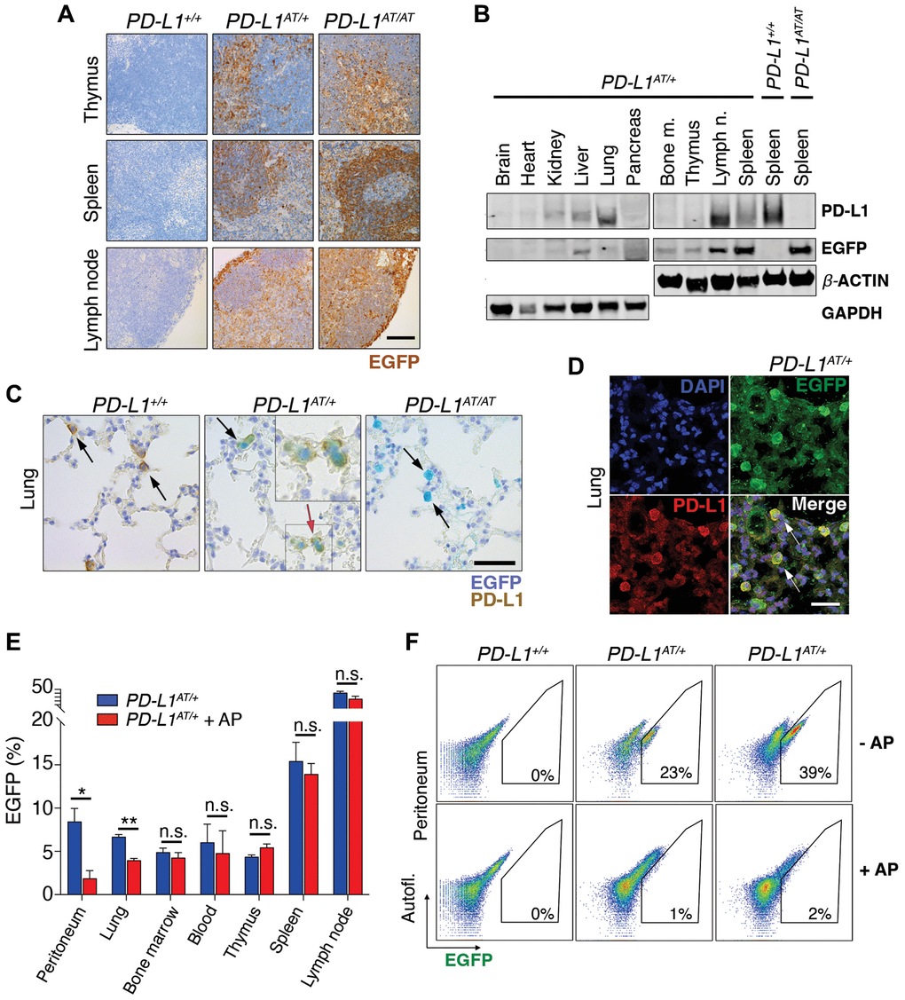 A
PD-L1+/+
PD-L1AT/+
PD-L1AT/AT
Thymus
Spleen
Lymph node
EGFP
B
PD-L1AT/+
PD-L1+/+
PD-L1AT/AT
Brain
Heart
Kidney
Liver
Lung
Pancreas
Bone m.
Thymus
Lymph n.
Spleen
Spleen
Spleen
PD-L1
EGFP
β-ACTIN
GAPDH
C
PD-L1+/+
PD-L1AT/+
PD-L1AT/AT
Lung
EGFP
PD-L1
D
PD-L1AT/+
DAPI
EGFP
Lung
PD-L1
Merge
E
50
20
15
10
5
0
EGFP (%)
PD-L1AT/+
PD-L1AT/+ + AP
*
**
n.s.
n.s.
n.s.
n.s.
n.s.
Peritoneum
Lung
Bone marrow
Blood
Thymus
Spleen
Lymph node
F
PD-L1+/+
PD-L1AT/+
PD-L1AT/+
Peritoneum
0%
23%
39%
- AP
0%
1%
2%
+ AP
Autofl.
EGFP